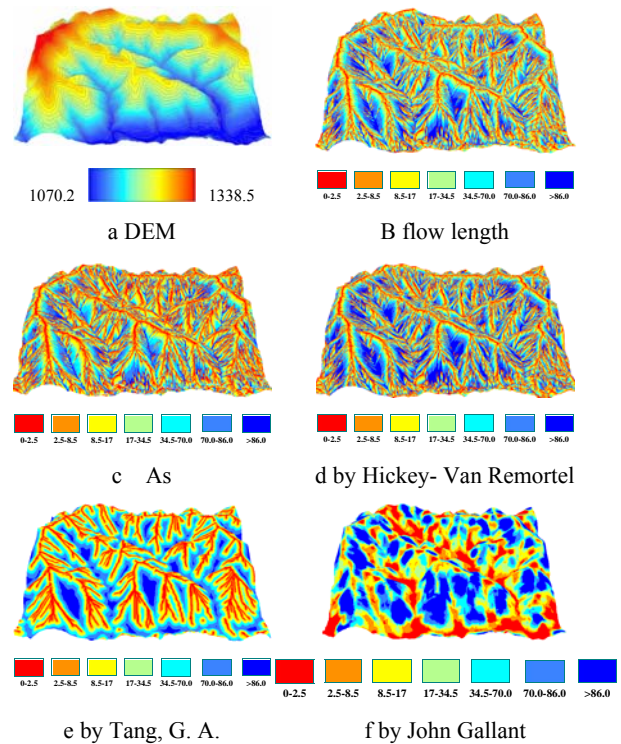 1070.2 1338.5
a DEM
0-2.5 2.5-8.5 8.5-17 17-34.5 34.5-70.0 70.0-86.0 >86.0
B flow length
0-2.5 2.5-8.5 8.5-17 17-34.5 34.5-70.0 70.0-86.0 >86.0
c As
0-2.5 2.5-8.5 8.5-17 17-34.5 34.5-70.0 70.0-86.0 >86.0
d by Hickey- Van Remortel
0-2.5 2.5-8.5 8.5-17 17-34.5 34.5-70.0 70.0-86.0 >86.0
e by Tang, G. A.
0-2.5 2.5-8.5 8.5-17 17-34.5 34.5-70.0 70.0-86.0 >86.0
f by John Gallant